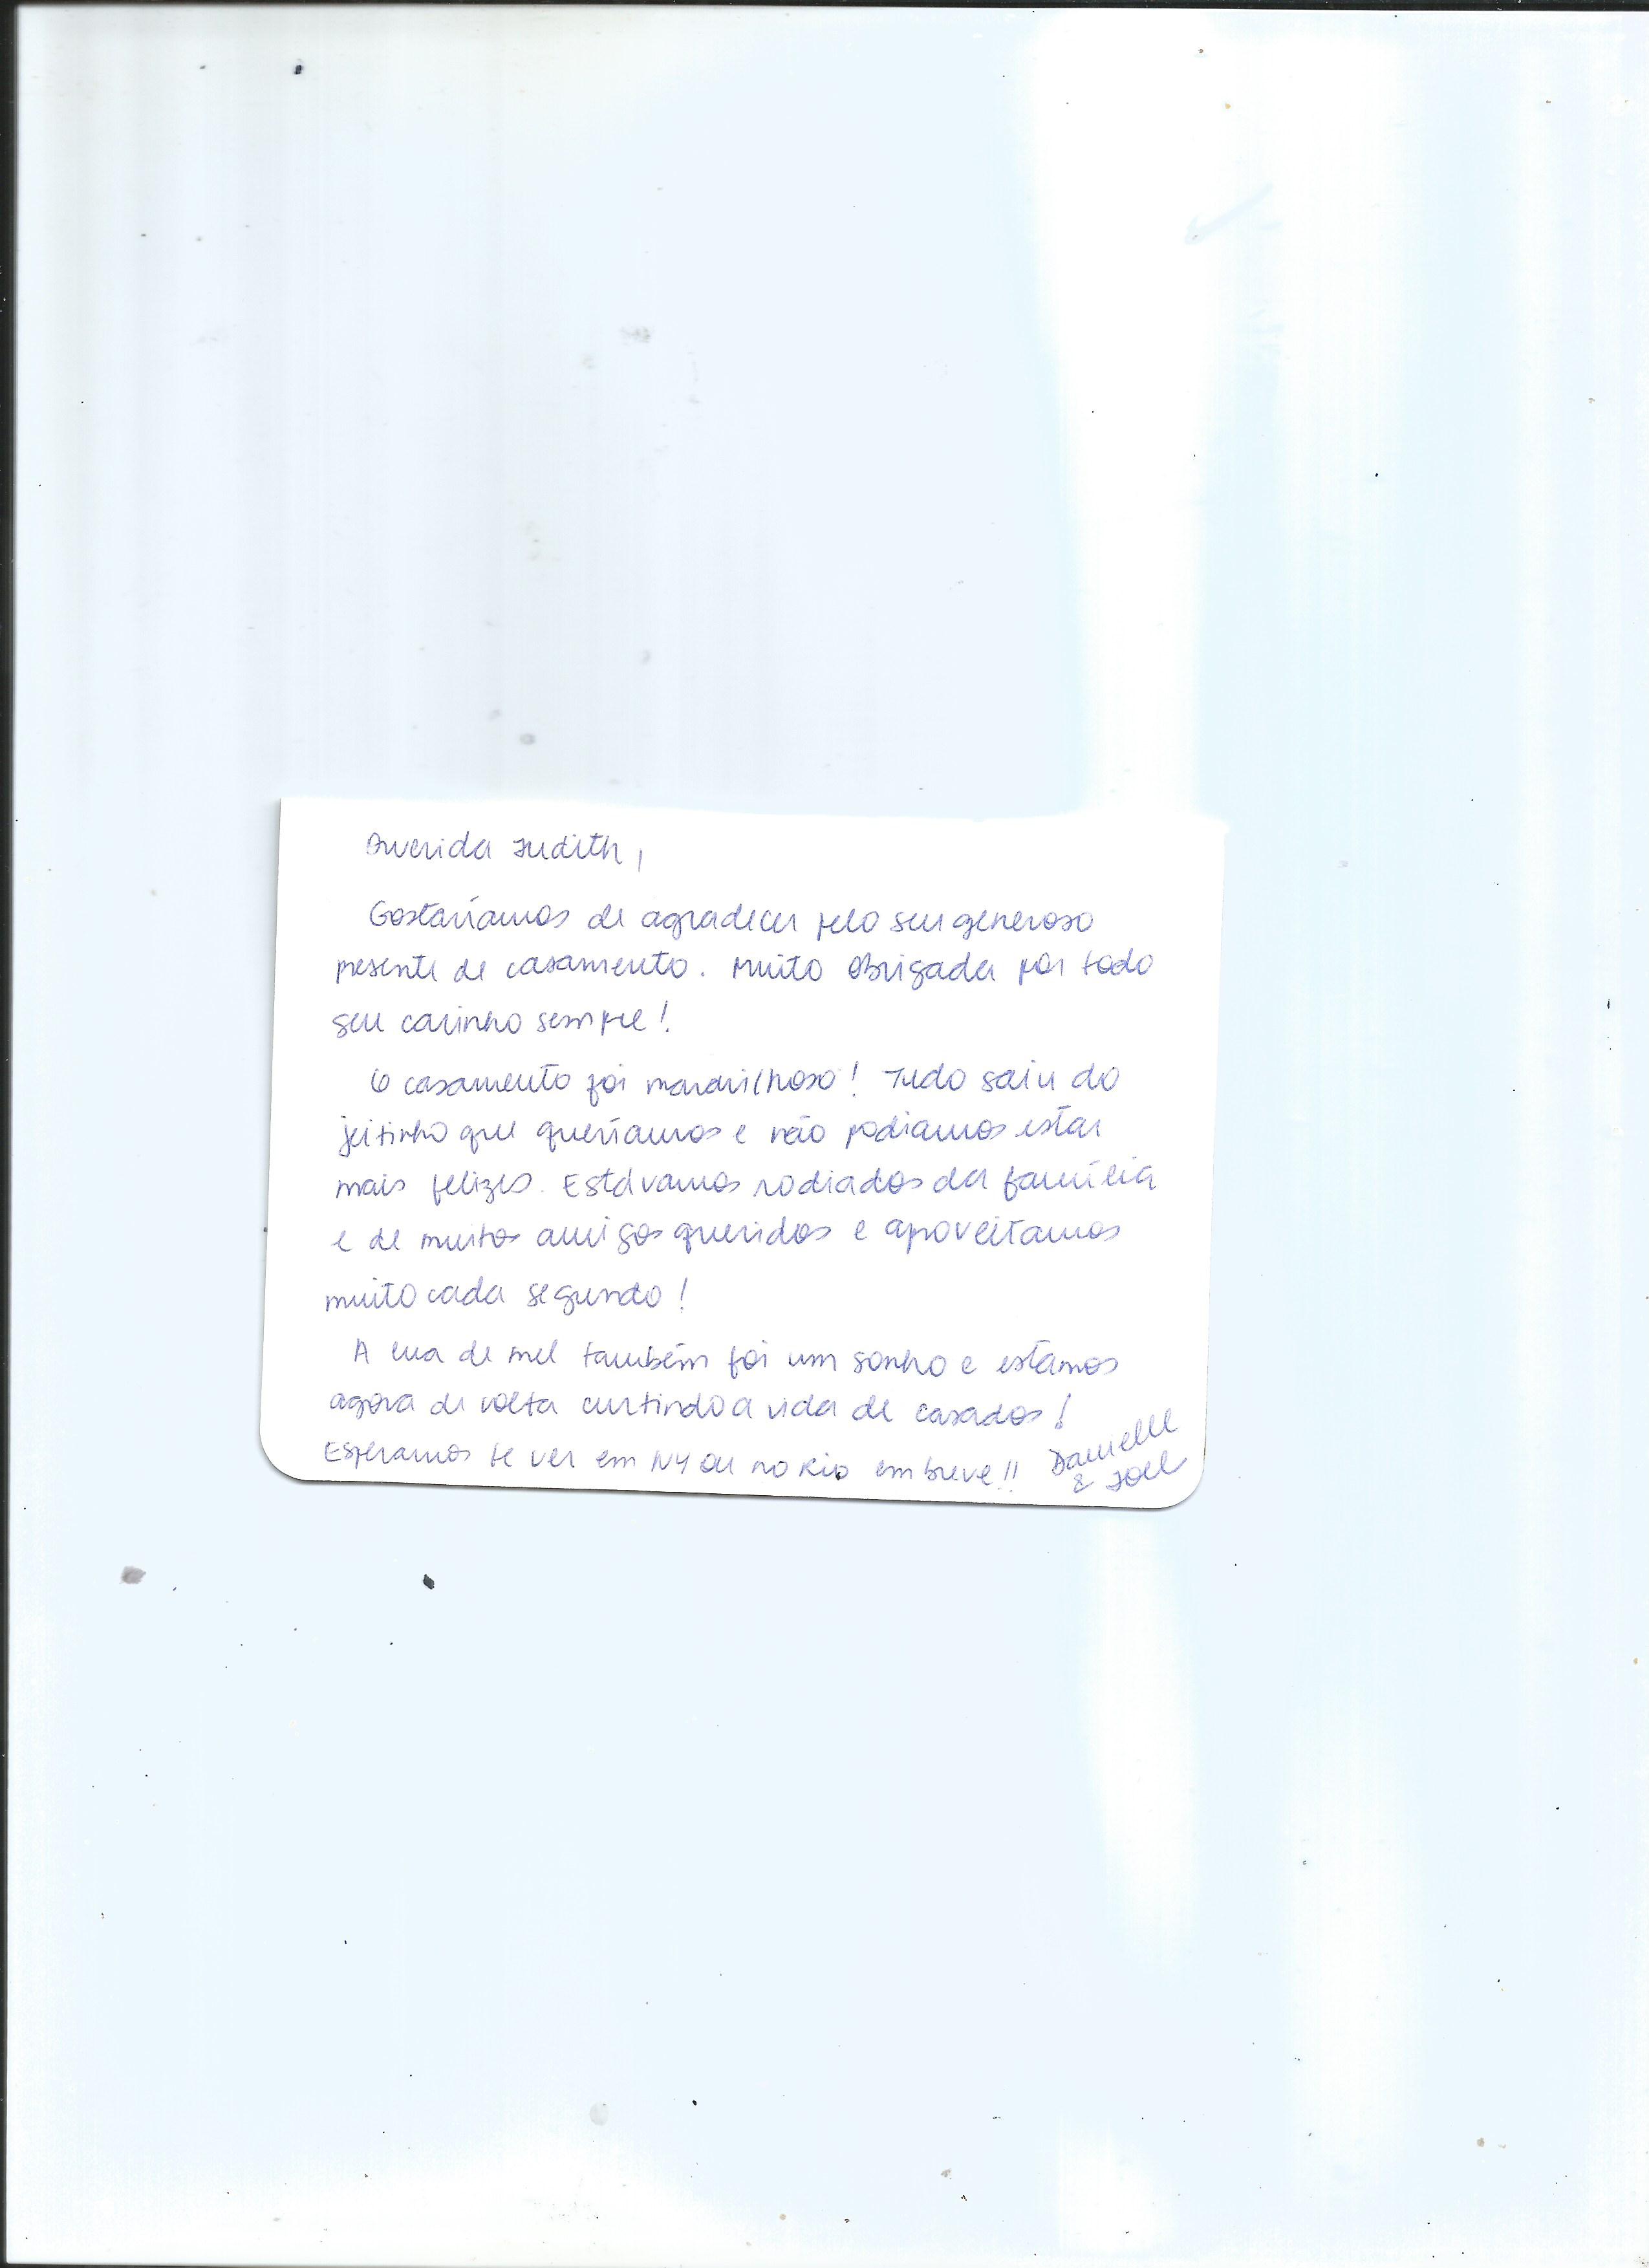 Querida Judith,
Gostaríamos de agradecer pelo seu generoso
presente de casamento. Muito obrigada por todo
seu carinho sempre!
O casamento foi maravilhoso! Tudo saiu do
jeitinho que queríamos e não podiamos estar
mais felizes. Estávamos rodiados da família
e de muitos amigos queridos e aproveitamos
muito cada segundo!
A lua de mel também foi um sonho e estamos
agora de volta curtindo a vida de casados!
Esperamos te ver em NY ou no Rio em breve!!
Danielle
& Joel